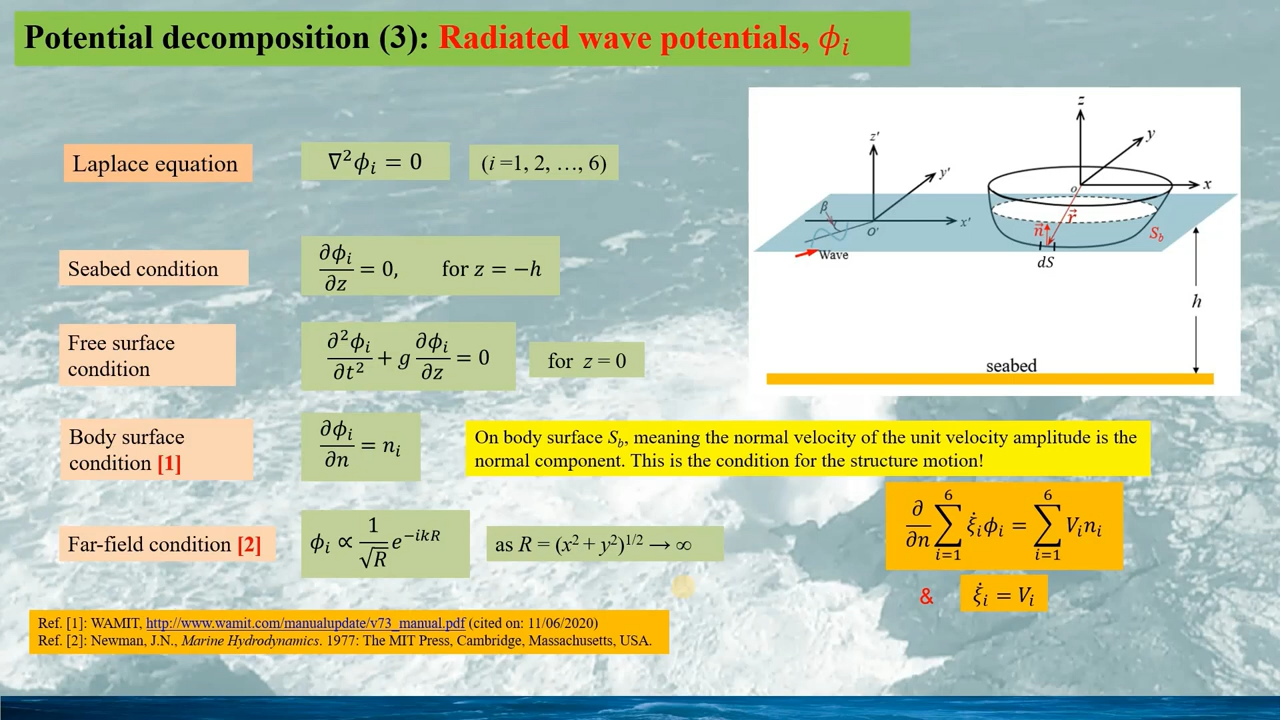 Potential decomposition (3): Radiated wave potentials, ϕᵢ
Laplace equation
∇²ϕᵢ = 0
(i =1, 2, …, 6)
Seabed condition
∂ϕᵢ/∂z = 0, for z = −h
Free surface
condition
∂²ϕᵢ/∂t² + g ∂ϕᵢ/∂z = 0
for z = 0
Body surface
condition [1]
∂ϕᵢ/∂n = nᵢ
On body surface S_b, meaning the normal velocity of the unit velocity amplitude is the
normal component. This is the condition for the structure motion!
∂/∂n ∑_{i=1}^{6} ξ̇ᵢϕᵢ = ∑_{i=1}^{6} Vᵢnᵢ
& ξ̇ᵢ = Vᵢ
Far-field condition [2]
ϕᵢ ∝ 1/√R e^{−ikR}
as R = (x² + y²)^{1/2} → ∞
z
y
x
o
z'
y'
x'
O'
β
Wave
r⃗
n⃗
S_b
dS
h
seabed
Ref. [1]: WAMIT, http://www.wamit.com/manualupdate/v73_manual.pdf (cited on: 11/06/2020)
Ref. [2]: Newman, J.N., Marine Hydrodynamics. 1977: The MIT Press, Cambridge, Massachusetts, USA.